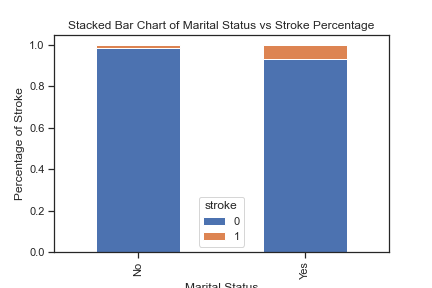 Stacked Bar Chart of Marital Status vs Stroke Percentage
1.0
0.8
0.6
0.4
0.2
0.0
Percentage of Stroke
stroke
0
1
No
Yes
Marital Status